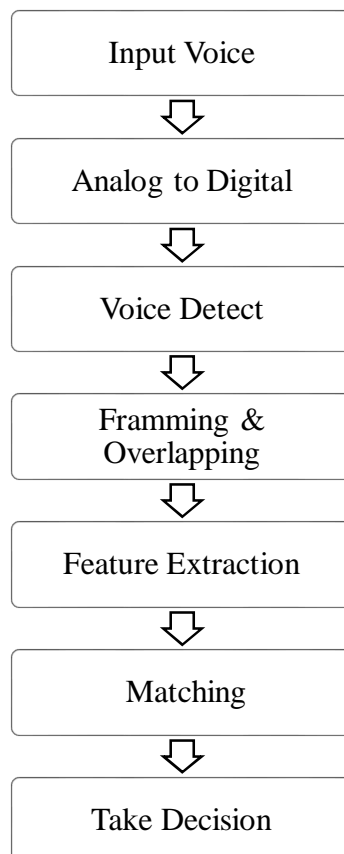 Input Voice
Analog to Digital
Voice Detect
Framming &
Overlapping
Feature Extraction
Matching
Take Decision